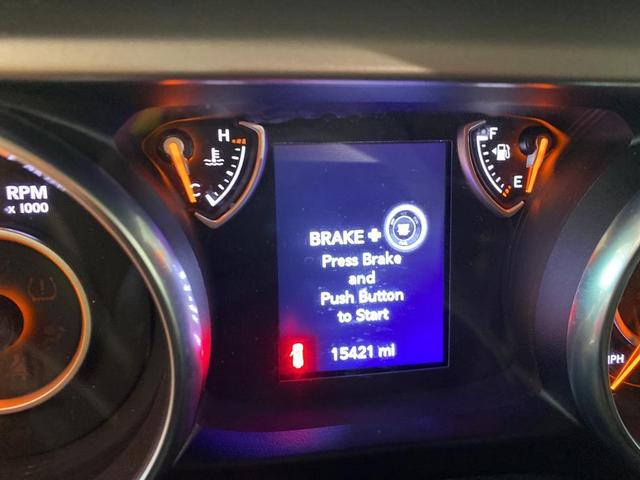 H
C
F
E
RPM
x 1000
BRAKE +
Press Brake
and
Push Button
to Start
15421 mi